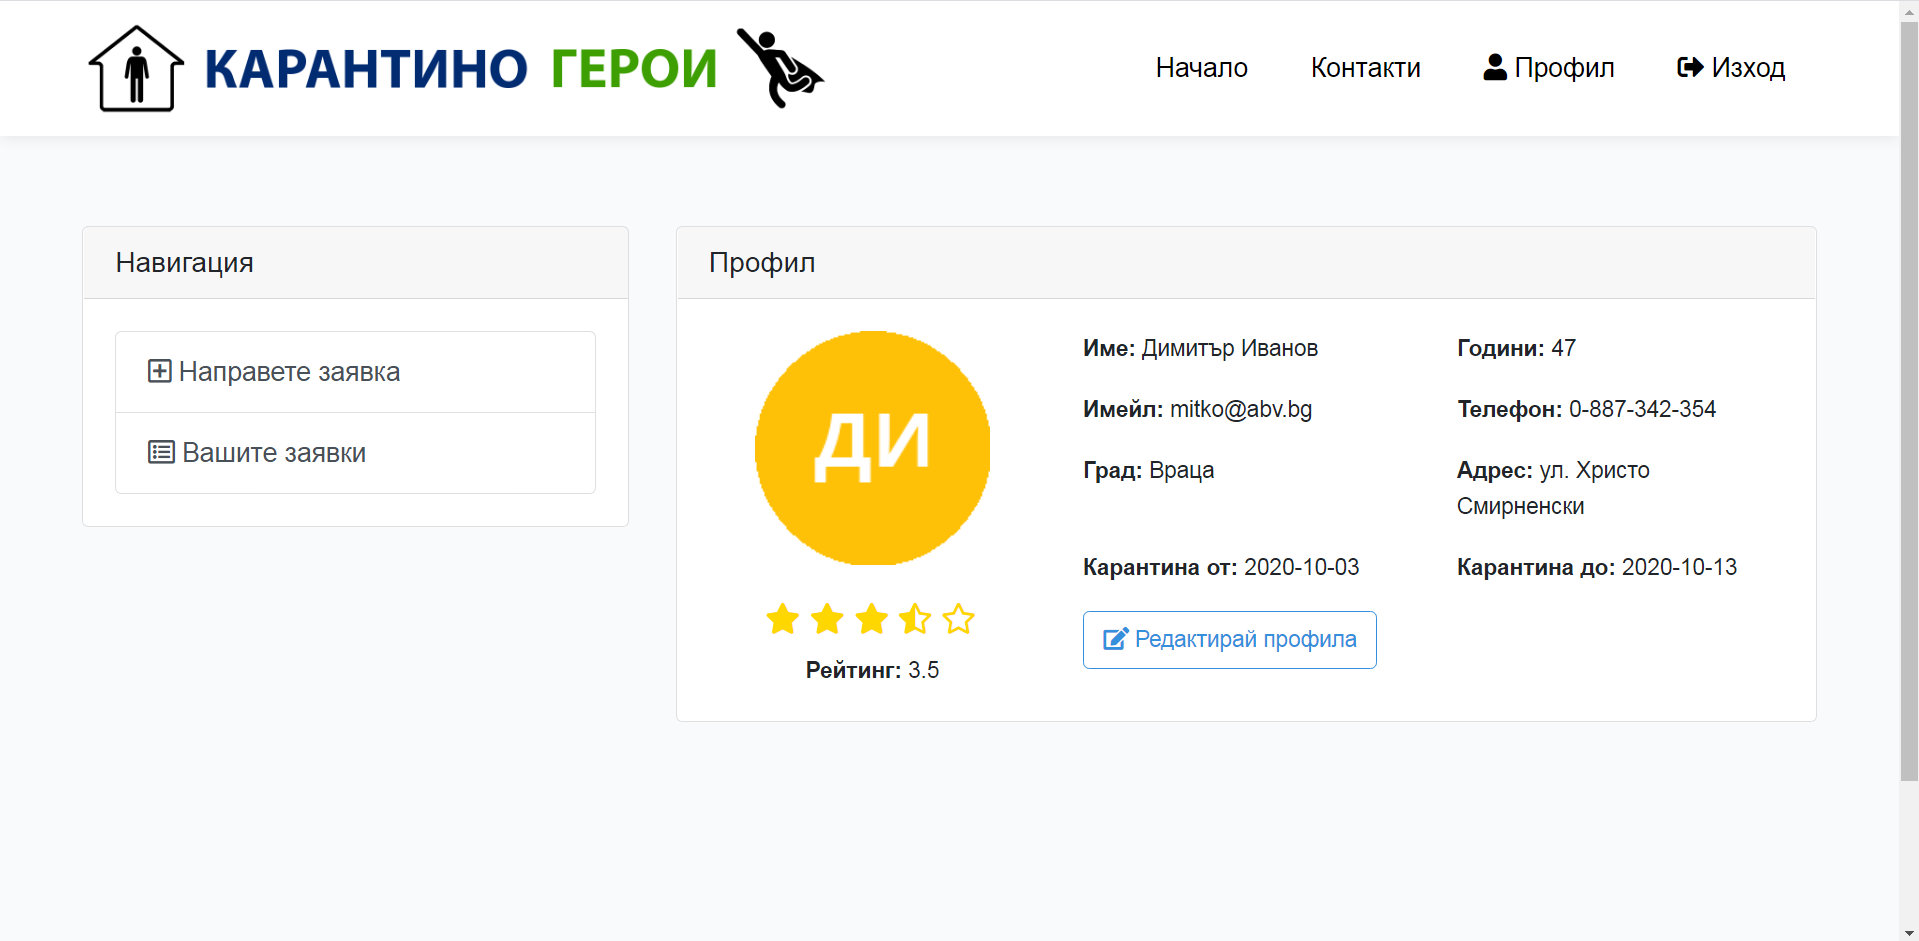 КАРАНТИНО ГЕРОИ
Начало
Контакти
Профил
Изход
Навигация
Направете заявка
Вашите заявки
Профил
ДИ
Рейтинг: 3.5
Име: Димитър Иванов
Години: 47
Имейл: mitko@abv.bg
Телефон: 0-887-342-354
Град: Враца
Адрес: ул. Христо
Смирненски
Карантина от: 2020-10-03
Карантина до: 2020-10-13
Редактирай профила